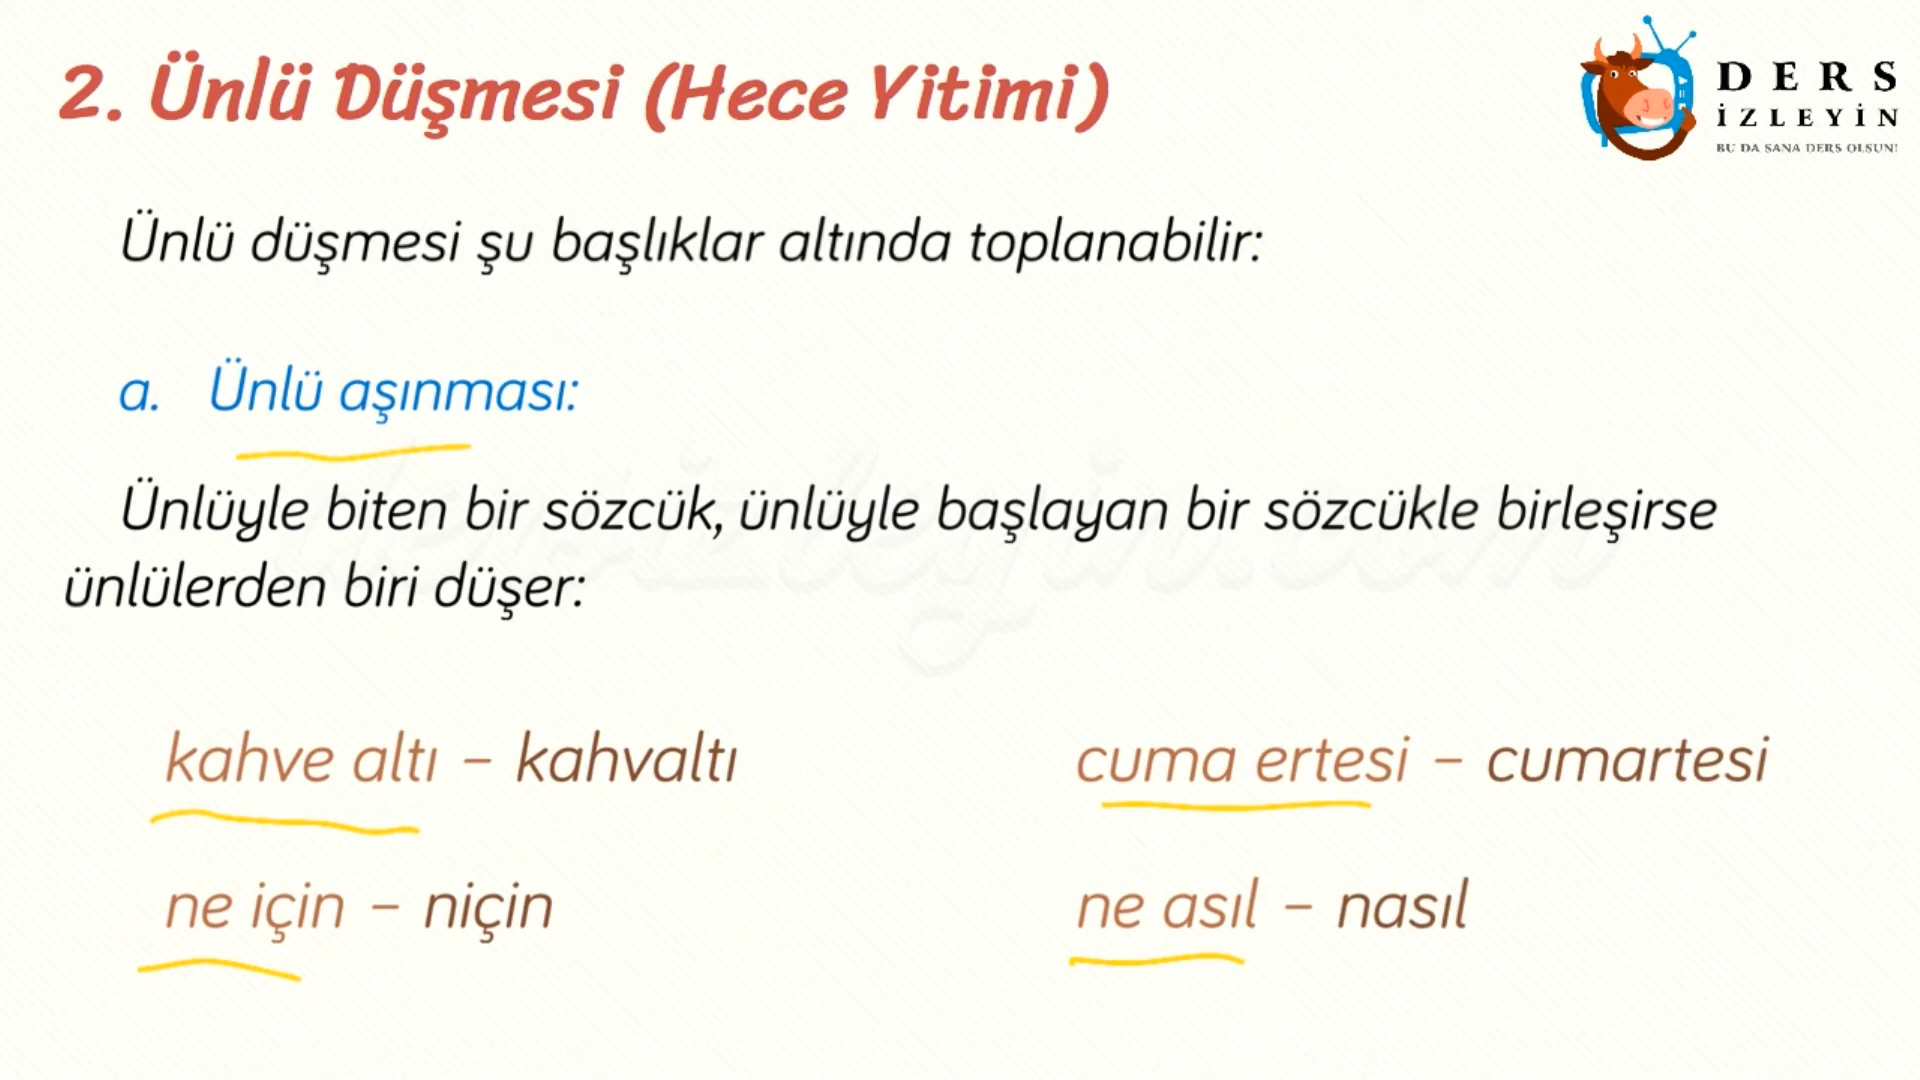 2. Ünlü Düşmesi (Hece Yitimi)
DERS
İZLEYİN
BU DA SANA DERS OLSUN!
Ünlü düşmesi şu başlıklar altında toplanabilir:
a. Ünlü aşınması:
Ünlüyle biten bir sözcük, ünlüyle başlayan bir sözcükle birleşirse
ünlülerden biri düşer:
dersizleyin.com
kahve altı – kahvaltı
cuma ertesi – cumartesi
ne için – niçin
ne asıl – nasıl